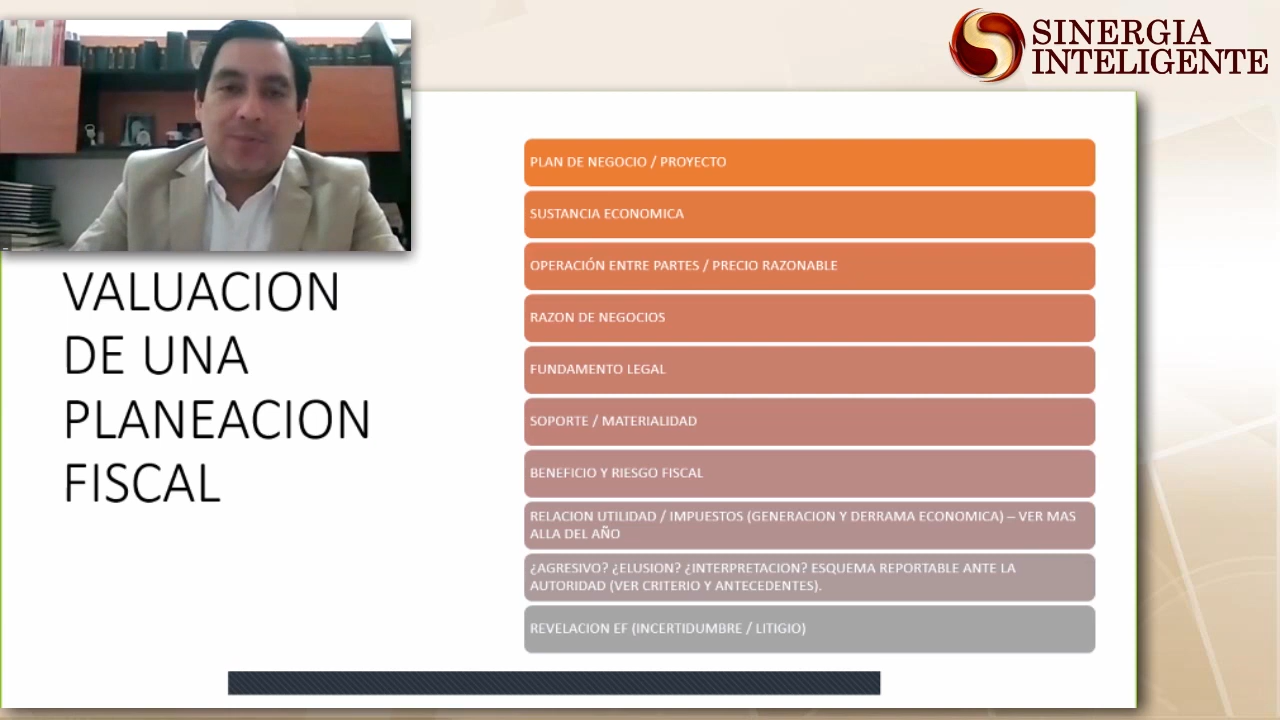 SINERGIA
INTELIGENTE
VALUACION
DE UNA
PLANEACION
FISCAL
PLAN DE NEGOCIO / PROYECTO
SUSTANCIA ECONOMICA
OPERACIÓN ENTRE PARTES / PRECIO RAZONABLE
RAZON DE NEGOCIOS
FUNDAMENTO LEGAL
SOPORTE / MATERIALIDAD
BENEFICIO Y RIESGO FISCAL
RELACION UTILIDAD / IMPUESTOS (GENERACION Y DERRAMA ECONOMICA) – VER MAS
ALLA DEL AÑO
¿AGRESIVO? ¿ELUSION? ¿INTERPRETACION? ESQUEMA REPORTABLE ANTE LA
AUTORIDAD (VER CRITERIO Y ANTECEDENTES).
REVELACION EF (INCERTIDUMBRE / LITIGIO)